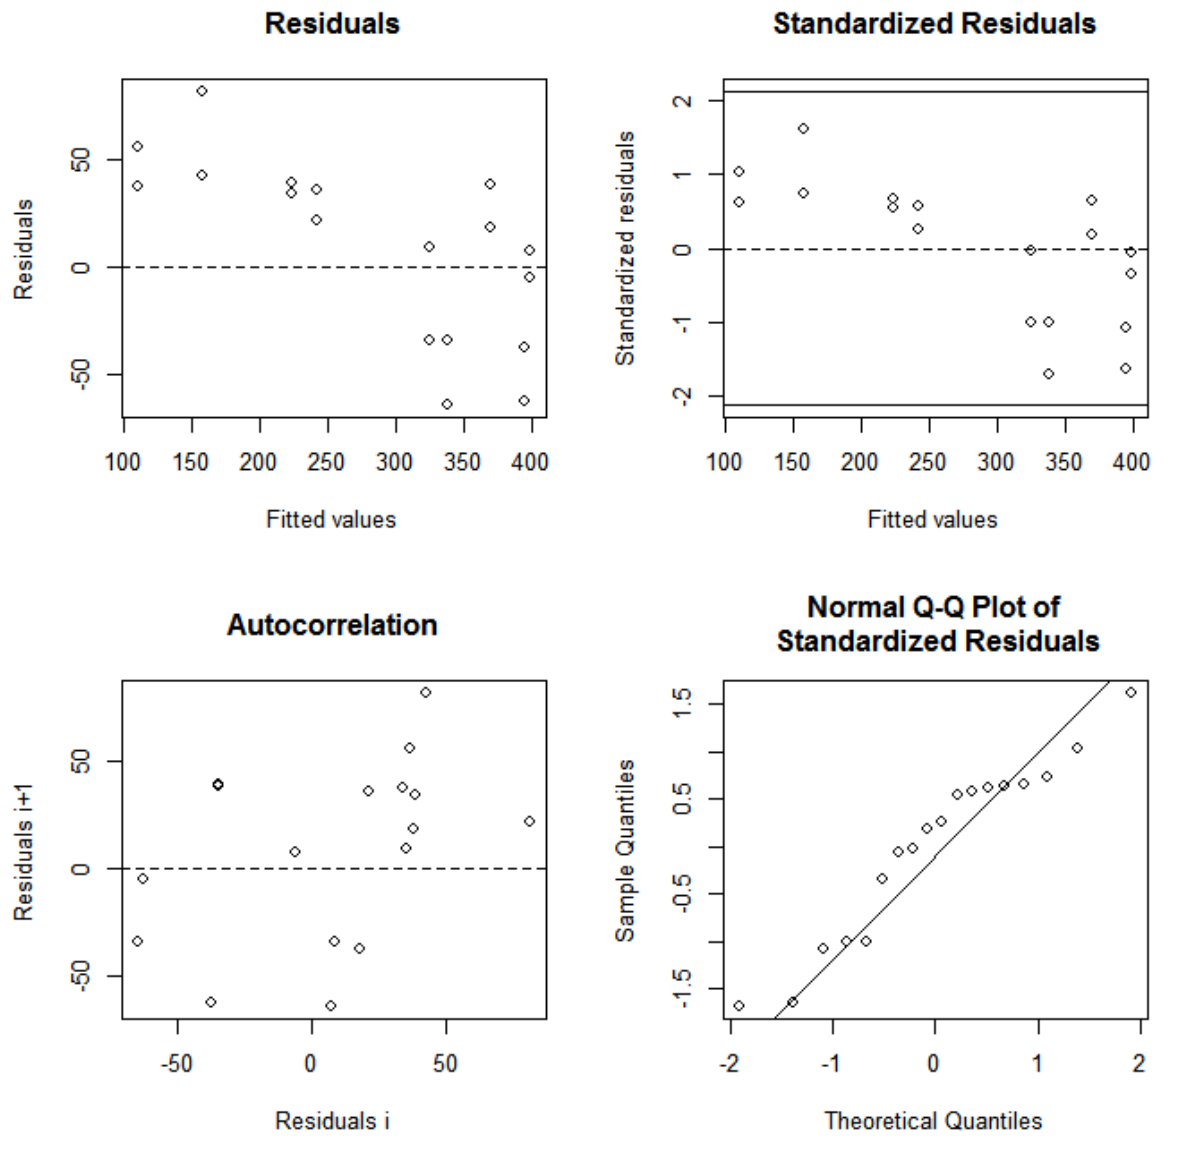 Residuals
Residuals
50
0
-50
100 150 200 250 300 350 400
Fitted values
Standardized Residuals
Standardized residuals
2
1
0
-1
-2
100 150 200 250 300 350 400
Fitted values
Autocorrelation
Residuals i+1
50
0
-50
-50 0 50
Residuals i
Normal Q-Q Plot of
Standardized Residuals
Sample Quantiles
1.5
0.5
-0.5
-1.5
-2 -1 0 1 2
Theoretical Quantiles